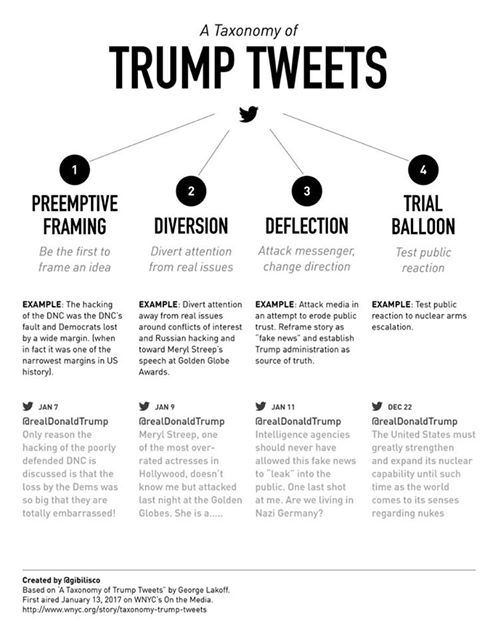 A Taxonomy of
TRUMP TWEETS
1
PREEMPTIVE
FRAMING
Be the first to
frame an idea
EXAMPLE: The hacking
of the DNC was the DNC's
fault and Democrats lost
by a wide margin. (when
in fact it was one of the
narrowest margins in US
history).
JAN 7
@realDonaldTrump
Only reason the
hacking of the poorly
defended DNC is
discussed is that the
loss by the Dems was
so big that they are
totally embarrassed!
2
DIVERSION
Divert attention
from real issues
EXAMPLE: Divert attention
away from real issues
around conflicts of interest
and Russian hacking and
toward Meryl Streep's
speech at Golden Globe
Awards.
JAN 9
@realDonaldTrump
Meryl Streep, one
of the most over-
rated actresses in
Hollywood, doesn't
know me but attacked
last night at the Golden
Globes. She is a.....
3
DEFLECTION
Attack messenger,
change direction
EXAMPLE: Attack media in
an attempt to erode public
trust. Reframe story as
"fake news" and establish
Trump administration as
source of truth.
JAN 11
@realDonaldTrump
Intelligence agencies
should never have
allowed this fake news
to "leak" into the
public. One last shot
at me. Are we living in
Nazi Germany?
4
TRIAL
BALLOON
Test public
reaction
EXAMPLE: Test public
reaction to nuclear arms
escalation.
DEC 22
@realDonaldTrump
The United States must
greatly strengthen
and expand its nuclear
capability until such
time as the world
comes to its senses
regarding nukes
Created by @gibilisco
Based on "A Taxonomy of Trump Tweets" by George Lakoff.
First aired January 13, 2017 on WNYC's On the Media.
http://www.wnyc.org/story/taxonomy-trump-tweets